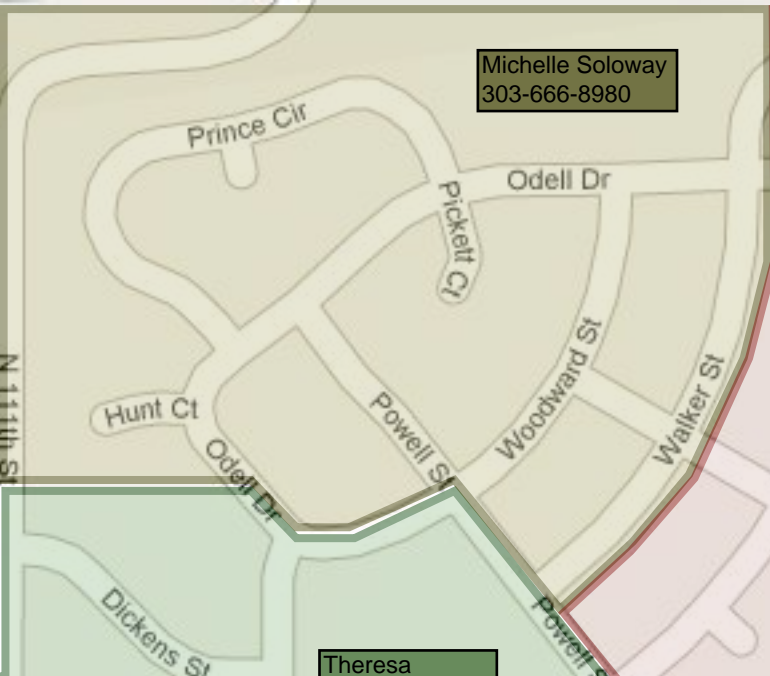 Michelle Soloway
303-666-8980
Prince Cir
Odell Dr
Pickett Ct
Woodward St
Walker St
N 111th St
Hunt Ct
Powell St
Odell Dr
Dickens St
Powell S
Theresa